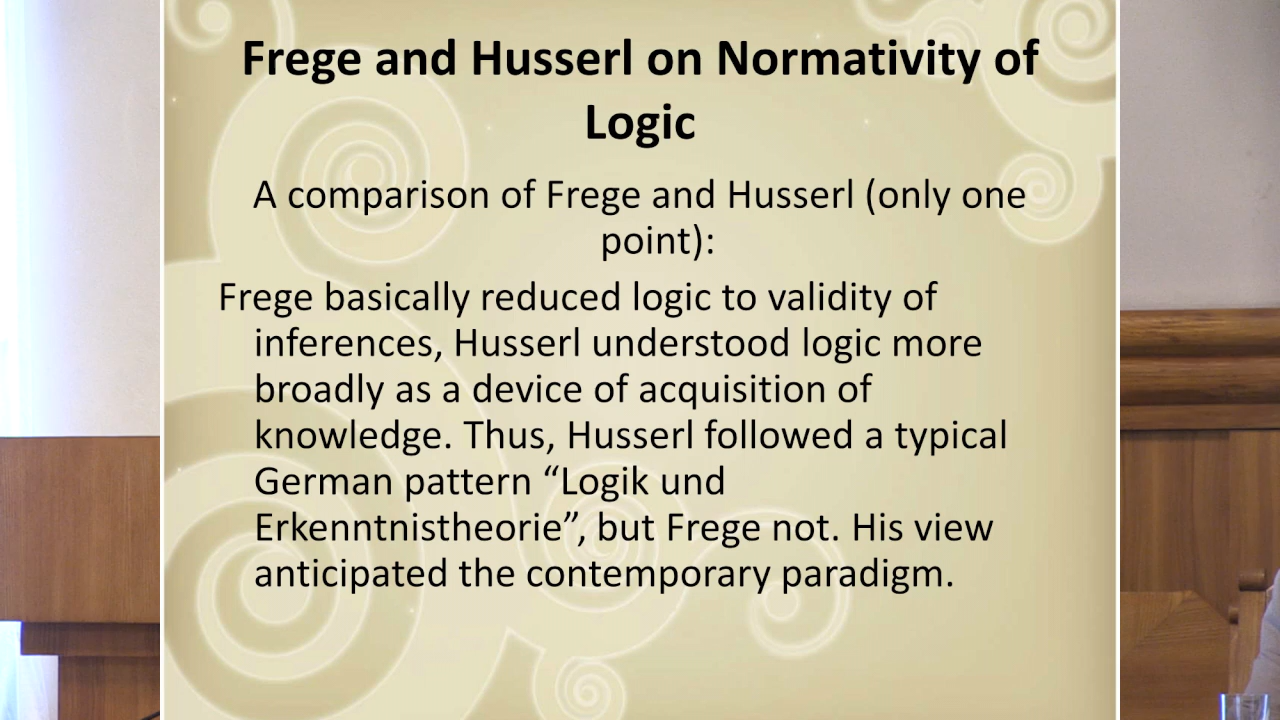 Frege and Husserl on Normativity of
Logic
A comparison of Frege and Husserl (only one
point):
Frege basically reduced logic to validity of
inferences, Husserl understood logic more
broadly as a device of acquisition of
knowledge. Thus, Husserl followed a typical
German pattern “Logik und
Erkenntnistheorie”, but Frege not. His view
anticipated the contemporary paradigm.